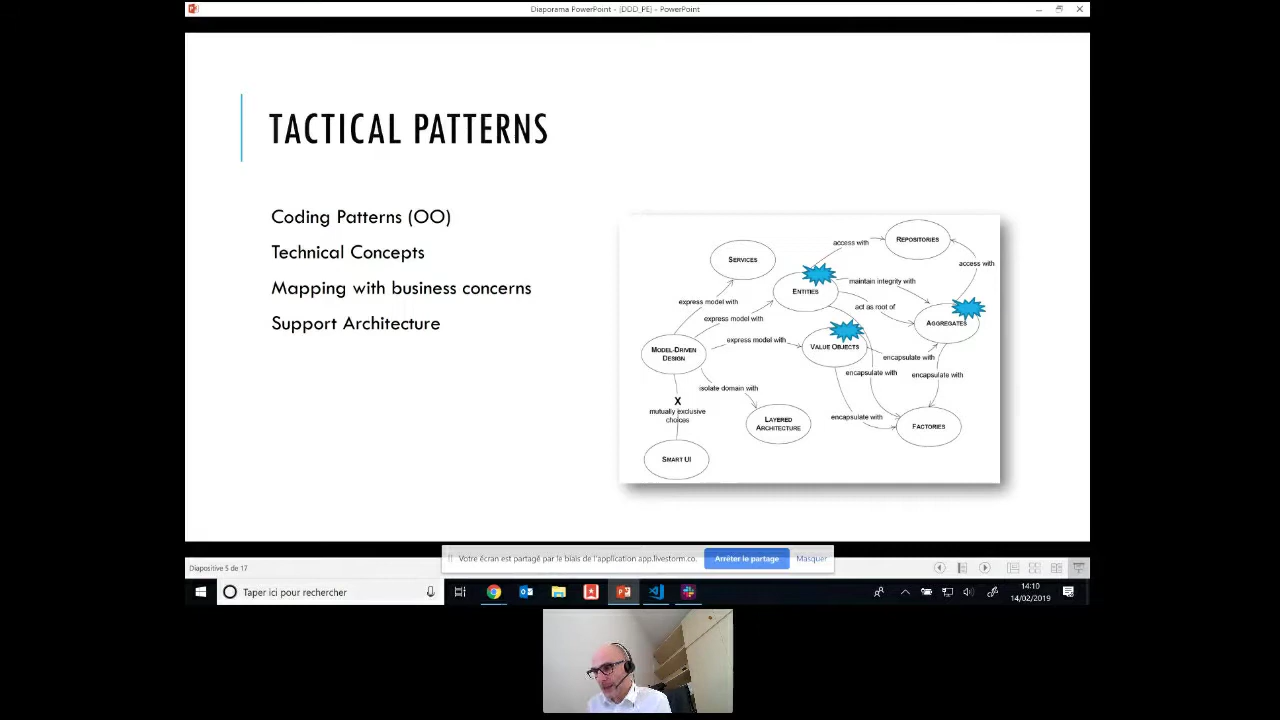 Diaporama PowerPoint - [DDD_PE] - PowerPoint
TACTICAL PATTERNS
Coding Patterns (OO)
Technical Concepts
Mapping with business concerns
Support Architecture
REPOSITORIES
access with
SERVICES
access with
ENTITIES
maintain integrity with
express model with
act as root of
express model with
AGGREGATES
MODEL-DRIVEN
DESIGN
express model with
VALUE OBJECTS
encapsulate with
encapsulate with
encapsulate with
isolate domain with
X
mutually exclusive
choices
encapsulate with
LAYERED
ARCHITECTURE
FACTORIES
SMART UI
Votre écran est partagé par le biais de l'application app.livestorm.co.
Arrêter le partage
Masquer
Diapositive 5 de 17
Taper ici pour rechercher
14:10
14/02/2019